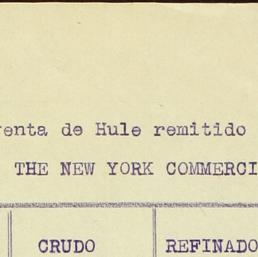 venta de Hule remitido
THE NEW YORK COMMERCI
CRUDO REFINADO